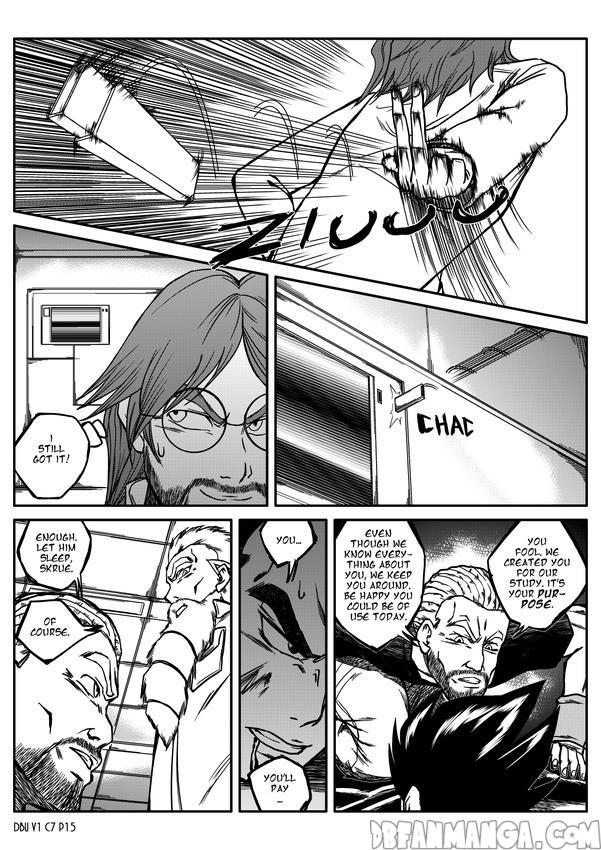 ZIUUU
CHAC
I
STILL
GOT IT!
YOU
FOOL, WE
CREATED YOU
FOR OUR
STUDY. IT'S
YOUR PUR-
POSE.
EVEN
THOUGH WE
KNOW EVERY-
THING ABOUT
YOU, WE KEEP
YOU AROUND.
BE HAPPY YOU
COULD BE OF
USE TODAY.
YOU...
YOU'LL
PAY
...
ENOUGH.
LET HIM
SLEEP,
SKRUE.
OF
COURSE.
DBU V1 C7 P15
DBFANMANGA.COM